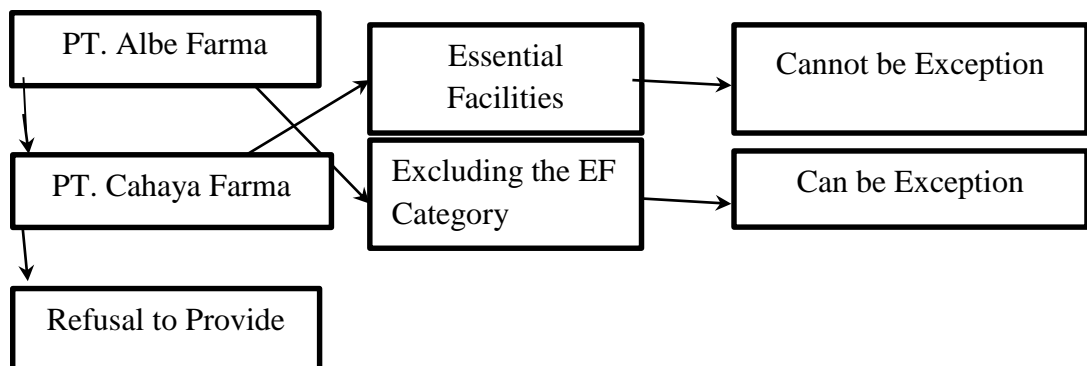 PT. Albe Farma
Essential
Facilities
Cannot be Exception
PT. Cahaya Farma
Excluding the EF
Category
Can be Exception
Refusal to Provide